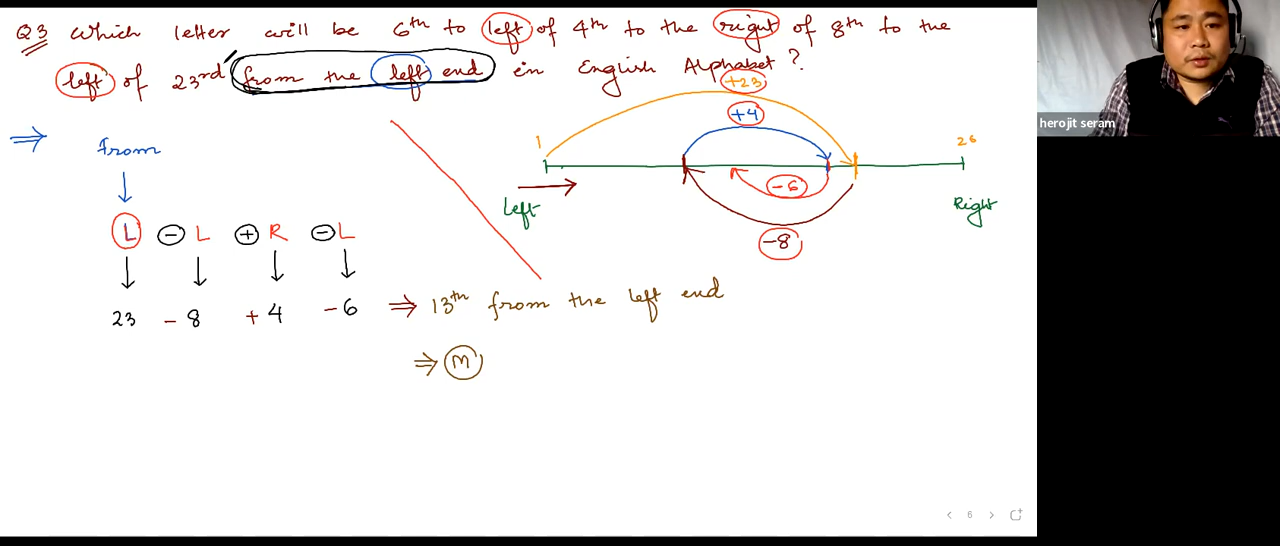 Q3 Which letter will be 6th to left of 4th to the right of 8th to the
left of 23rd from the left end in English Alphabet?
+23
+4
1
26
-6
Left
Right
-8
from
L - L + R - L
23 - 8 + 4 - 6 ⇒ 13th from the left end
⇒ M
herojit seram
6